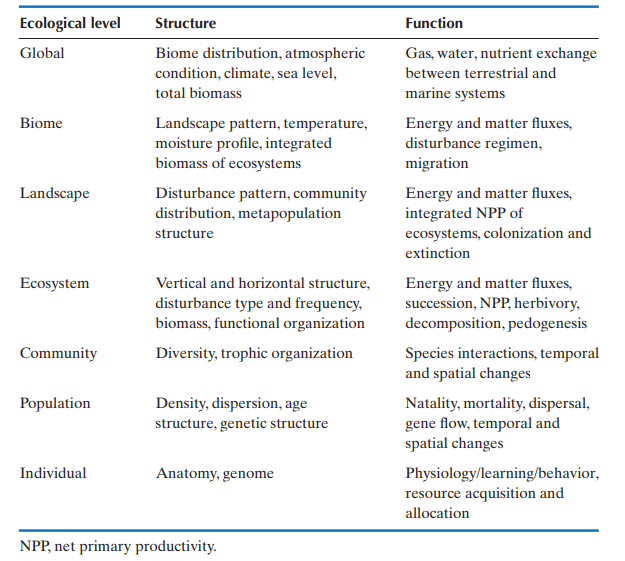 Ecological level Structure Function
Global Biome distribution, atmospheric Gas, water, nutrient exchange
condition, climate, sea level, between terrestrial and
total biomass marine systems
Biome Landscape pattern, temperature, Energy and matter fluxes,
moisture profile, integrated disturbance regimen,
biomass of ecosystems migration
Landscape Disturbance pattern, community Energy and matter fluxes,
distribution, metapopulation integrated NPP of
structure ecosystems, colonization and
extinction
Ecosystem Vertical and horizontal structure, Energy and matter fluxes,
disturbance type and frequency, succession, NPP, herbivory,
biomass, functional organization decomposition, pedogenesis
Community Diversity, trophic organization Species interactions, temporal
and spatial changes
Population Density, dispersion, age Natality, mortality, dispersal,
structure, genetic structure gene flow, temporal and
spatial changes
Individual Anatomy, genome Physiology/learning/behavior,
resource acquisition and
allocation
NPP, net primary productivity.